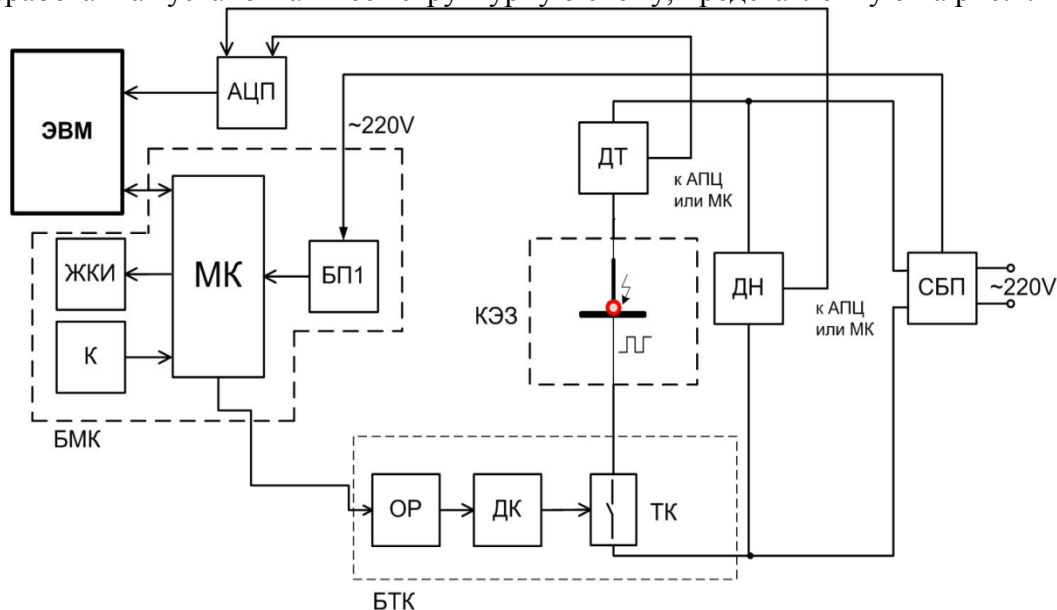 АЦП
ЭВМ
~220V
ДТ
к АПЦ
или МК
МК
ЖКИ
БП1
ДН
СБП
~220V
КЭЗ
к АПЦ
или МК
К
БМК
ОР
ДК
ТК
БТК